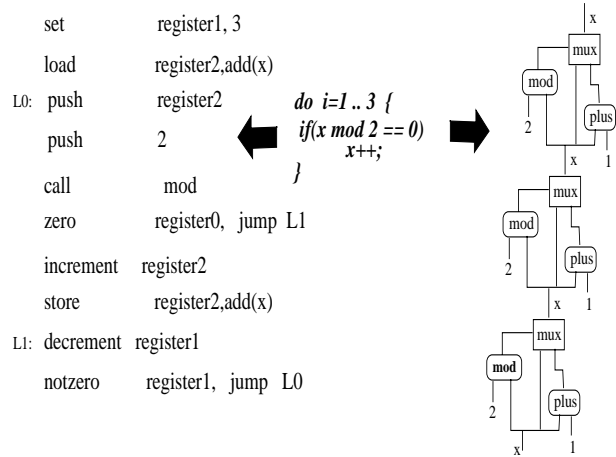 set register1, 3
load register2,add(x)
L0: push register2
push 2
call mod
zero register0, jump L1
increment register2
store register2,add(x)
L1: decrement register1
notzero register1, jump L0
do i=1 .. 3 {
if(x mod 2 == 0)
x++;
}
x
mux
mod
plus
2
1
x
mux
mod
plus
2
1
x
mux
mod
plus
2
1
x